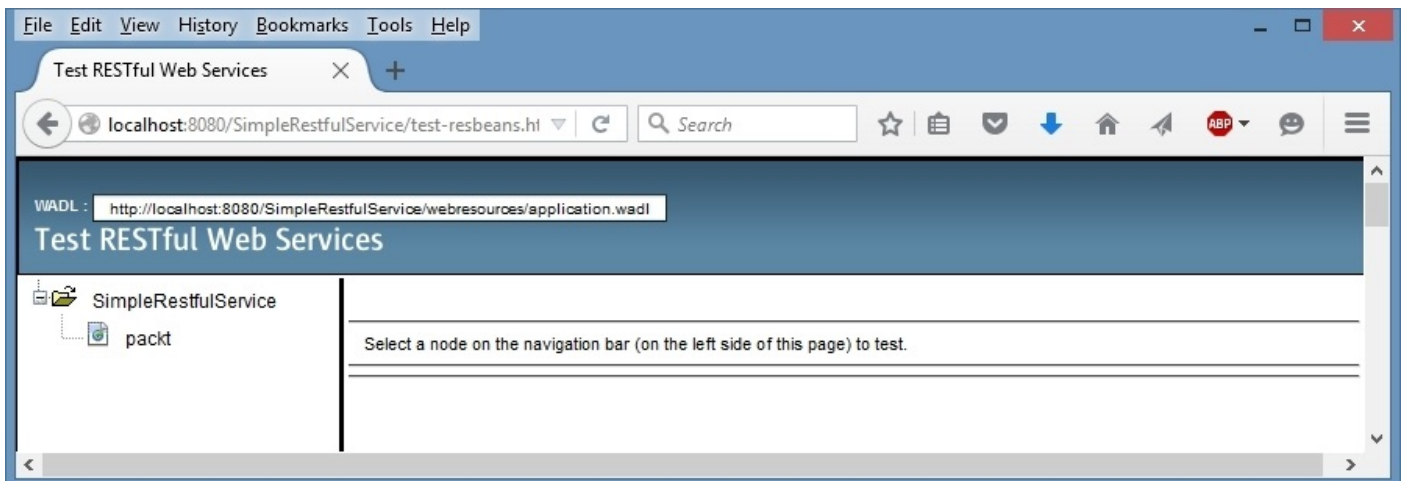 File Edit View History Bookmarks Tools Help
Test RESTful Web Services
localhost:8080/SimpleRestfulService/test-resbeans.ht
Search
ABP
WADL : http://localhost:8080/SimpleRestfulService/webresources/application.wadl
Test RESTful Web Services
SimpleRestfulService
packt
Select a node on the navigation bar (on the left side of this page) to test.